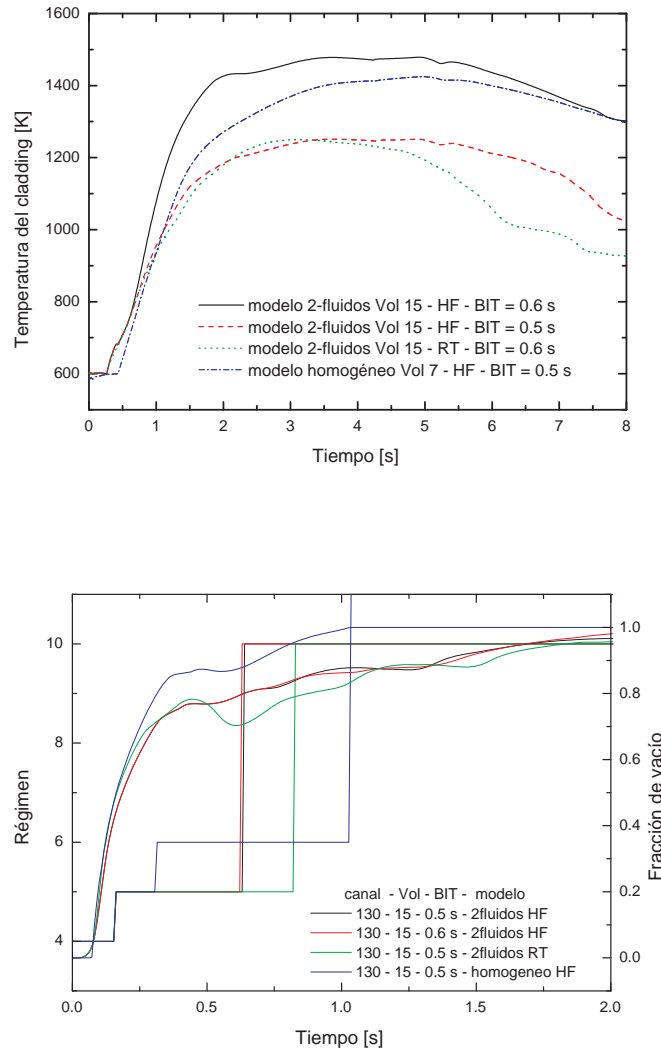 1600
1400
1200
1000
800
600
Temperatura del cladding [K]
modelo 2-fluidos Vol 15 - HF - BIT = 0.6 s
modelo 2-fluidos Vol 15 - HF - BIT = 0.5 s
modelo 2-fluidos Vol 15 - RT - BIT = 0.6 s
modelo homogéneo Vol 7 - HF - BIT = 0.5 s
0 1 2 3 4 5 6 7 8
Tiempo [s]
10
8
6
4
Régimen
1.0
0.8
0.6
0.4
0.2
0.0
Fracción de vacío
canal - Vol - BIT - modelo
130 - 15 - 0.5 s - 2fluidos HF
130 - 15 - 0.6 s - 2fluidos HF
130 - 15 - 0.5 s - 2fluidos RT
130 - 15 - 0.5 s - homogeneo HF
0.0 0.5 1.0 1.5 2.0
Tiempo [s]